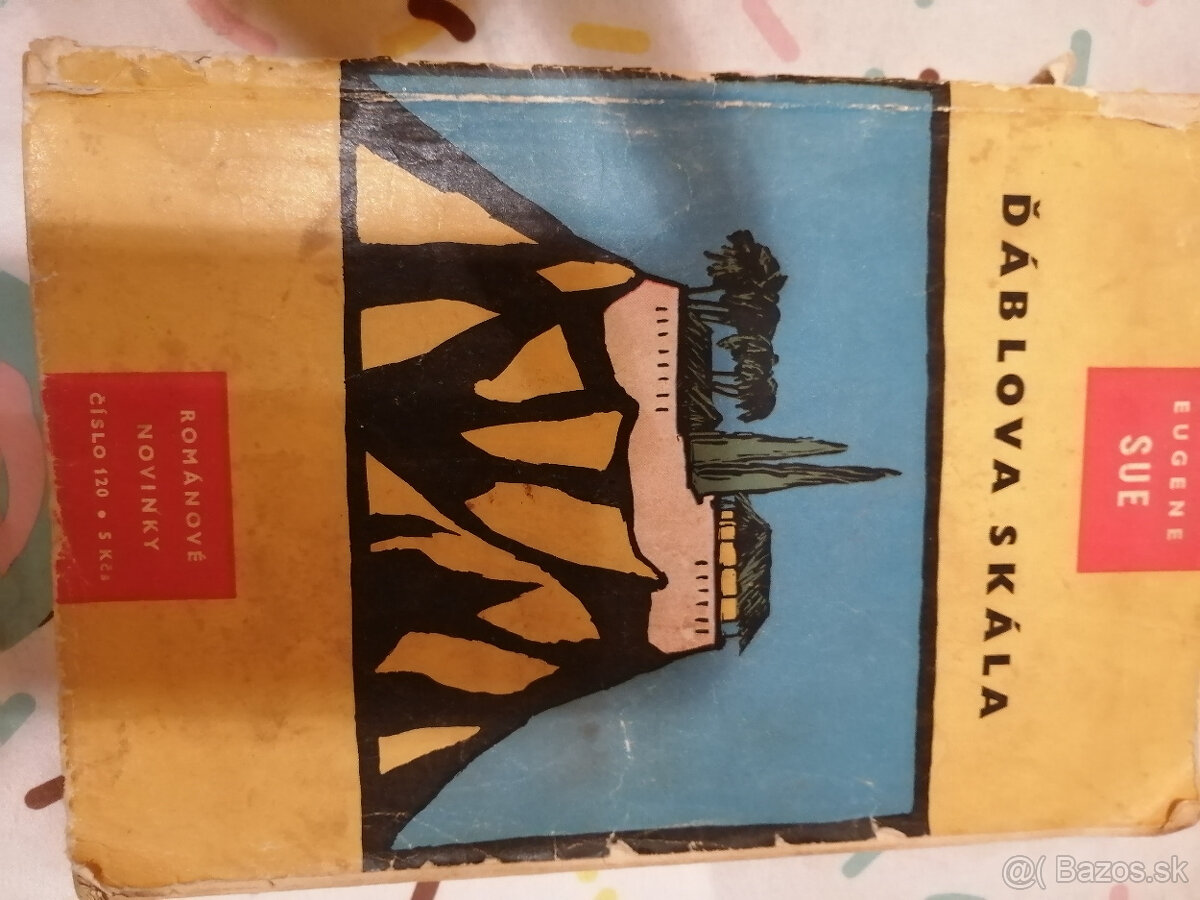 EUGENE
SUE
ĎÁBLOVA SKÁLA
ROMÁNOVÉ
NOVINKY
ČÍSLO 120 • 5 Kčs
@( Bazos.sk